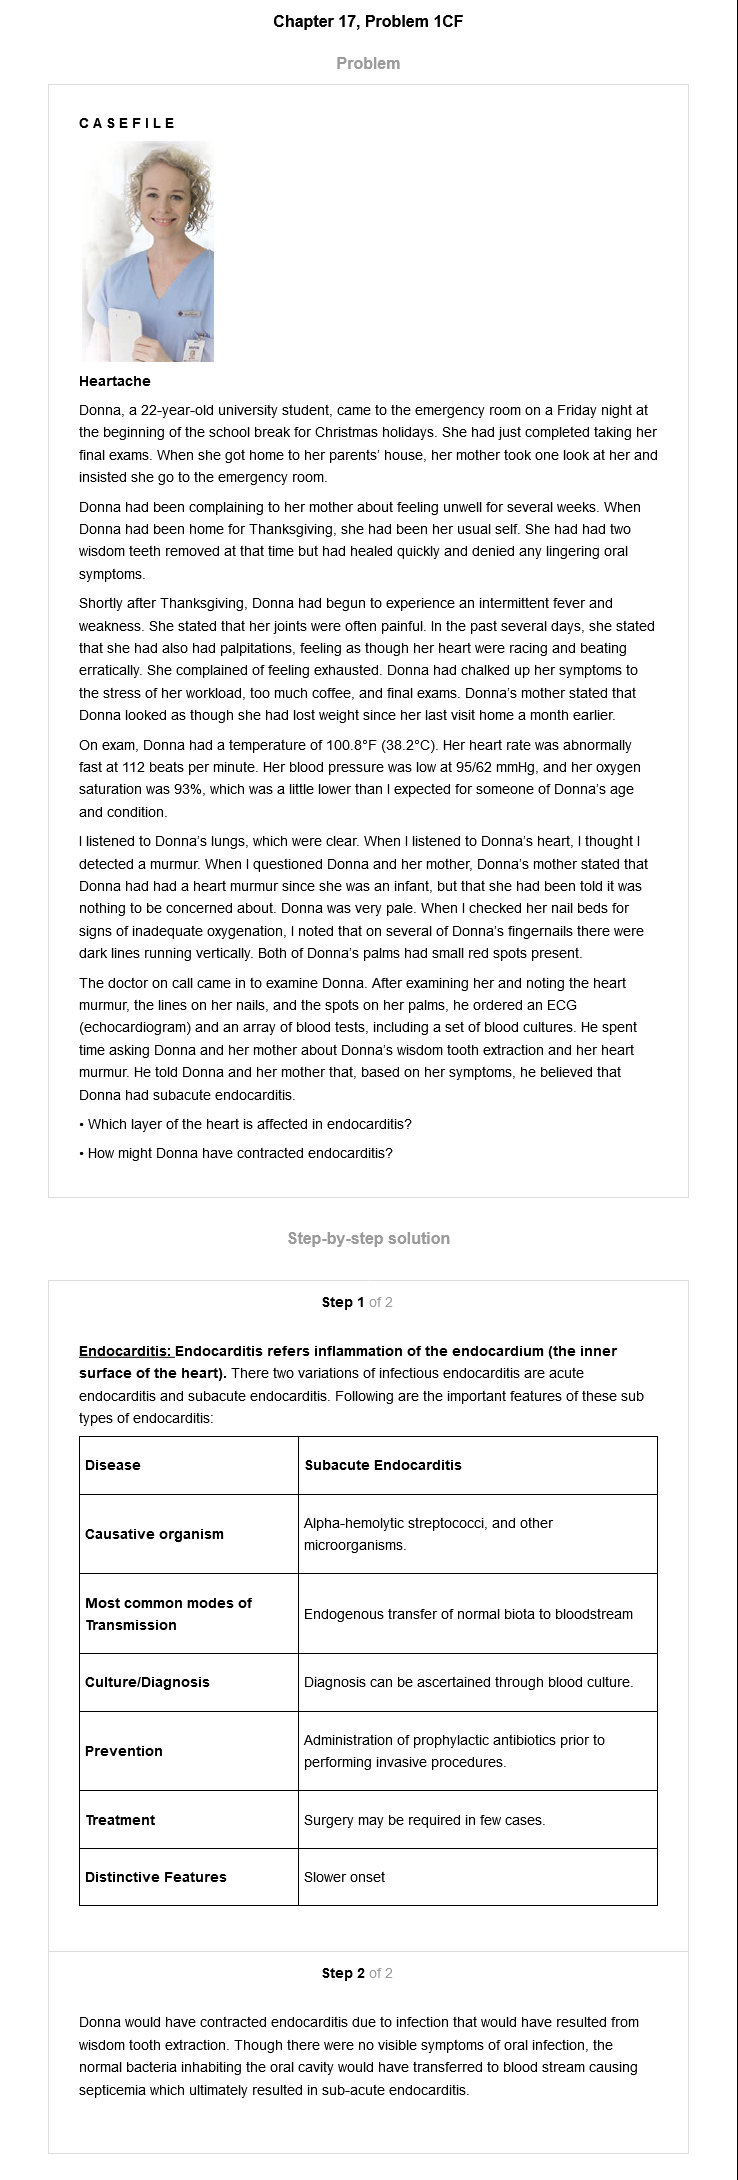 Chapter 17, Problem 1CF
Problem
CASEFILE
Heartache
Donna, a 22-year-old university student, came to the emergency room on a Friday night at
the beginning of the school break for Christmas holidays. She had just completed taking her
final exams. When she got home to her parents' house, her mother took one look at her and
insisted she go to the emergency room.
Donna had been complaining to her mother about feeling unwell for several weeks. When
Donna had been home for Thanksgiving, she had been her usual self. She had had two
wisdom teeth removed at that time but had healed quickly and denied any lingering oral
symptoms.
Shortly after Thanksgiving, Donna had begun to experience an intermittent fever and
weakness. She stated that her joints were often painful. In the past several days, she stated
that she had also had palpitations, feeling as though her heart were racing and beating
erratically. She complained of feeling exhausted. Donna had chalked up her symptoms to
the stress of her workload, too much coffee, and final exams. Donna's mother stated that
Donna looked as though she had lost weight since her last visit home a month earlier.
On exam, Donna had a temperature of 100.8°F (38.2°C). Her heart rate was abnormally
fast at 112 beats per minute. Her blood pressure was low at 95/62 mmHg, and her oxygen
saturation was 93%, which was a little lower than I expected for someone of Donna's age
and condition.
I listened to Donna's lungs, which were clear. When I listened to Donna's heart, I thought I
detected a murmur. When I questioned Donna and her mother, Donna's mother stated that
Donna had had a heart murmur since she was an infant, but that she had been told it was
nothing to be concerned about. Donna was very pale. When I checked her nail beds for
signs of inadequate oxygenation, I noted that on several of Donna's fingernails there were
dark lines running vertically. Both of Donna's palms had small red spots present.
The doctor on call came in to examine Donna. After examining her and noting the heart
murmur, the lines on her nails, and the spots on her palms, he ordered an ECG
(echocardiogram) and an array of blood tests, including a set of blood cultures. He spent
time asking Donna and her mother about Donna's wisdom tooth extraction and her heart
murmur. He told Donna and her mother that, based on her symptoms, he believed that
Donna had subacute endocarditis.
• Which layer of the heart is affected in endocarditis?
• How might Donna have contracted endocarditis?
Step-by-step solution
Step 1 of 2
Endocarditis: Endocarditis refers inflammation of the endocardium (the inner
surface of the heart). There two variations of infectious endocarditis are acute
endocarditis and subacute endocarditis. Following are the important features of these sub
types of endocarditis:
Disease
Subacute Endocarditis
Causative organism
Alpha-hemolytic streptococci, and other
microorganisms.
Most common modes of
Transmission
Endogenous transfer of normal biota to bloodstream
Culture/Diagnosis
Diagnosis can be ascertained through blood culture.
Prevention
Administration of prophylactic antibiotics prior to
performing invasive procedures.
Treatment
Surgery may be required in few cases.
Distinctive Features
Slower onset
Step 2 of 2
Donna would have contracted endocarditis due to infection that would have resulted from
wisdom tooth extraction. Though there were no visible symptoms of oral infection, the
normal bacteria inhabiting the oral cavity would have transferred to blood stream causing
septicemia which ultimately resulted in sub-acute endocarditis.